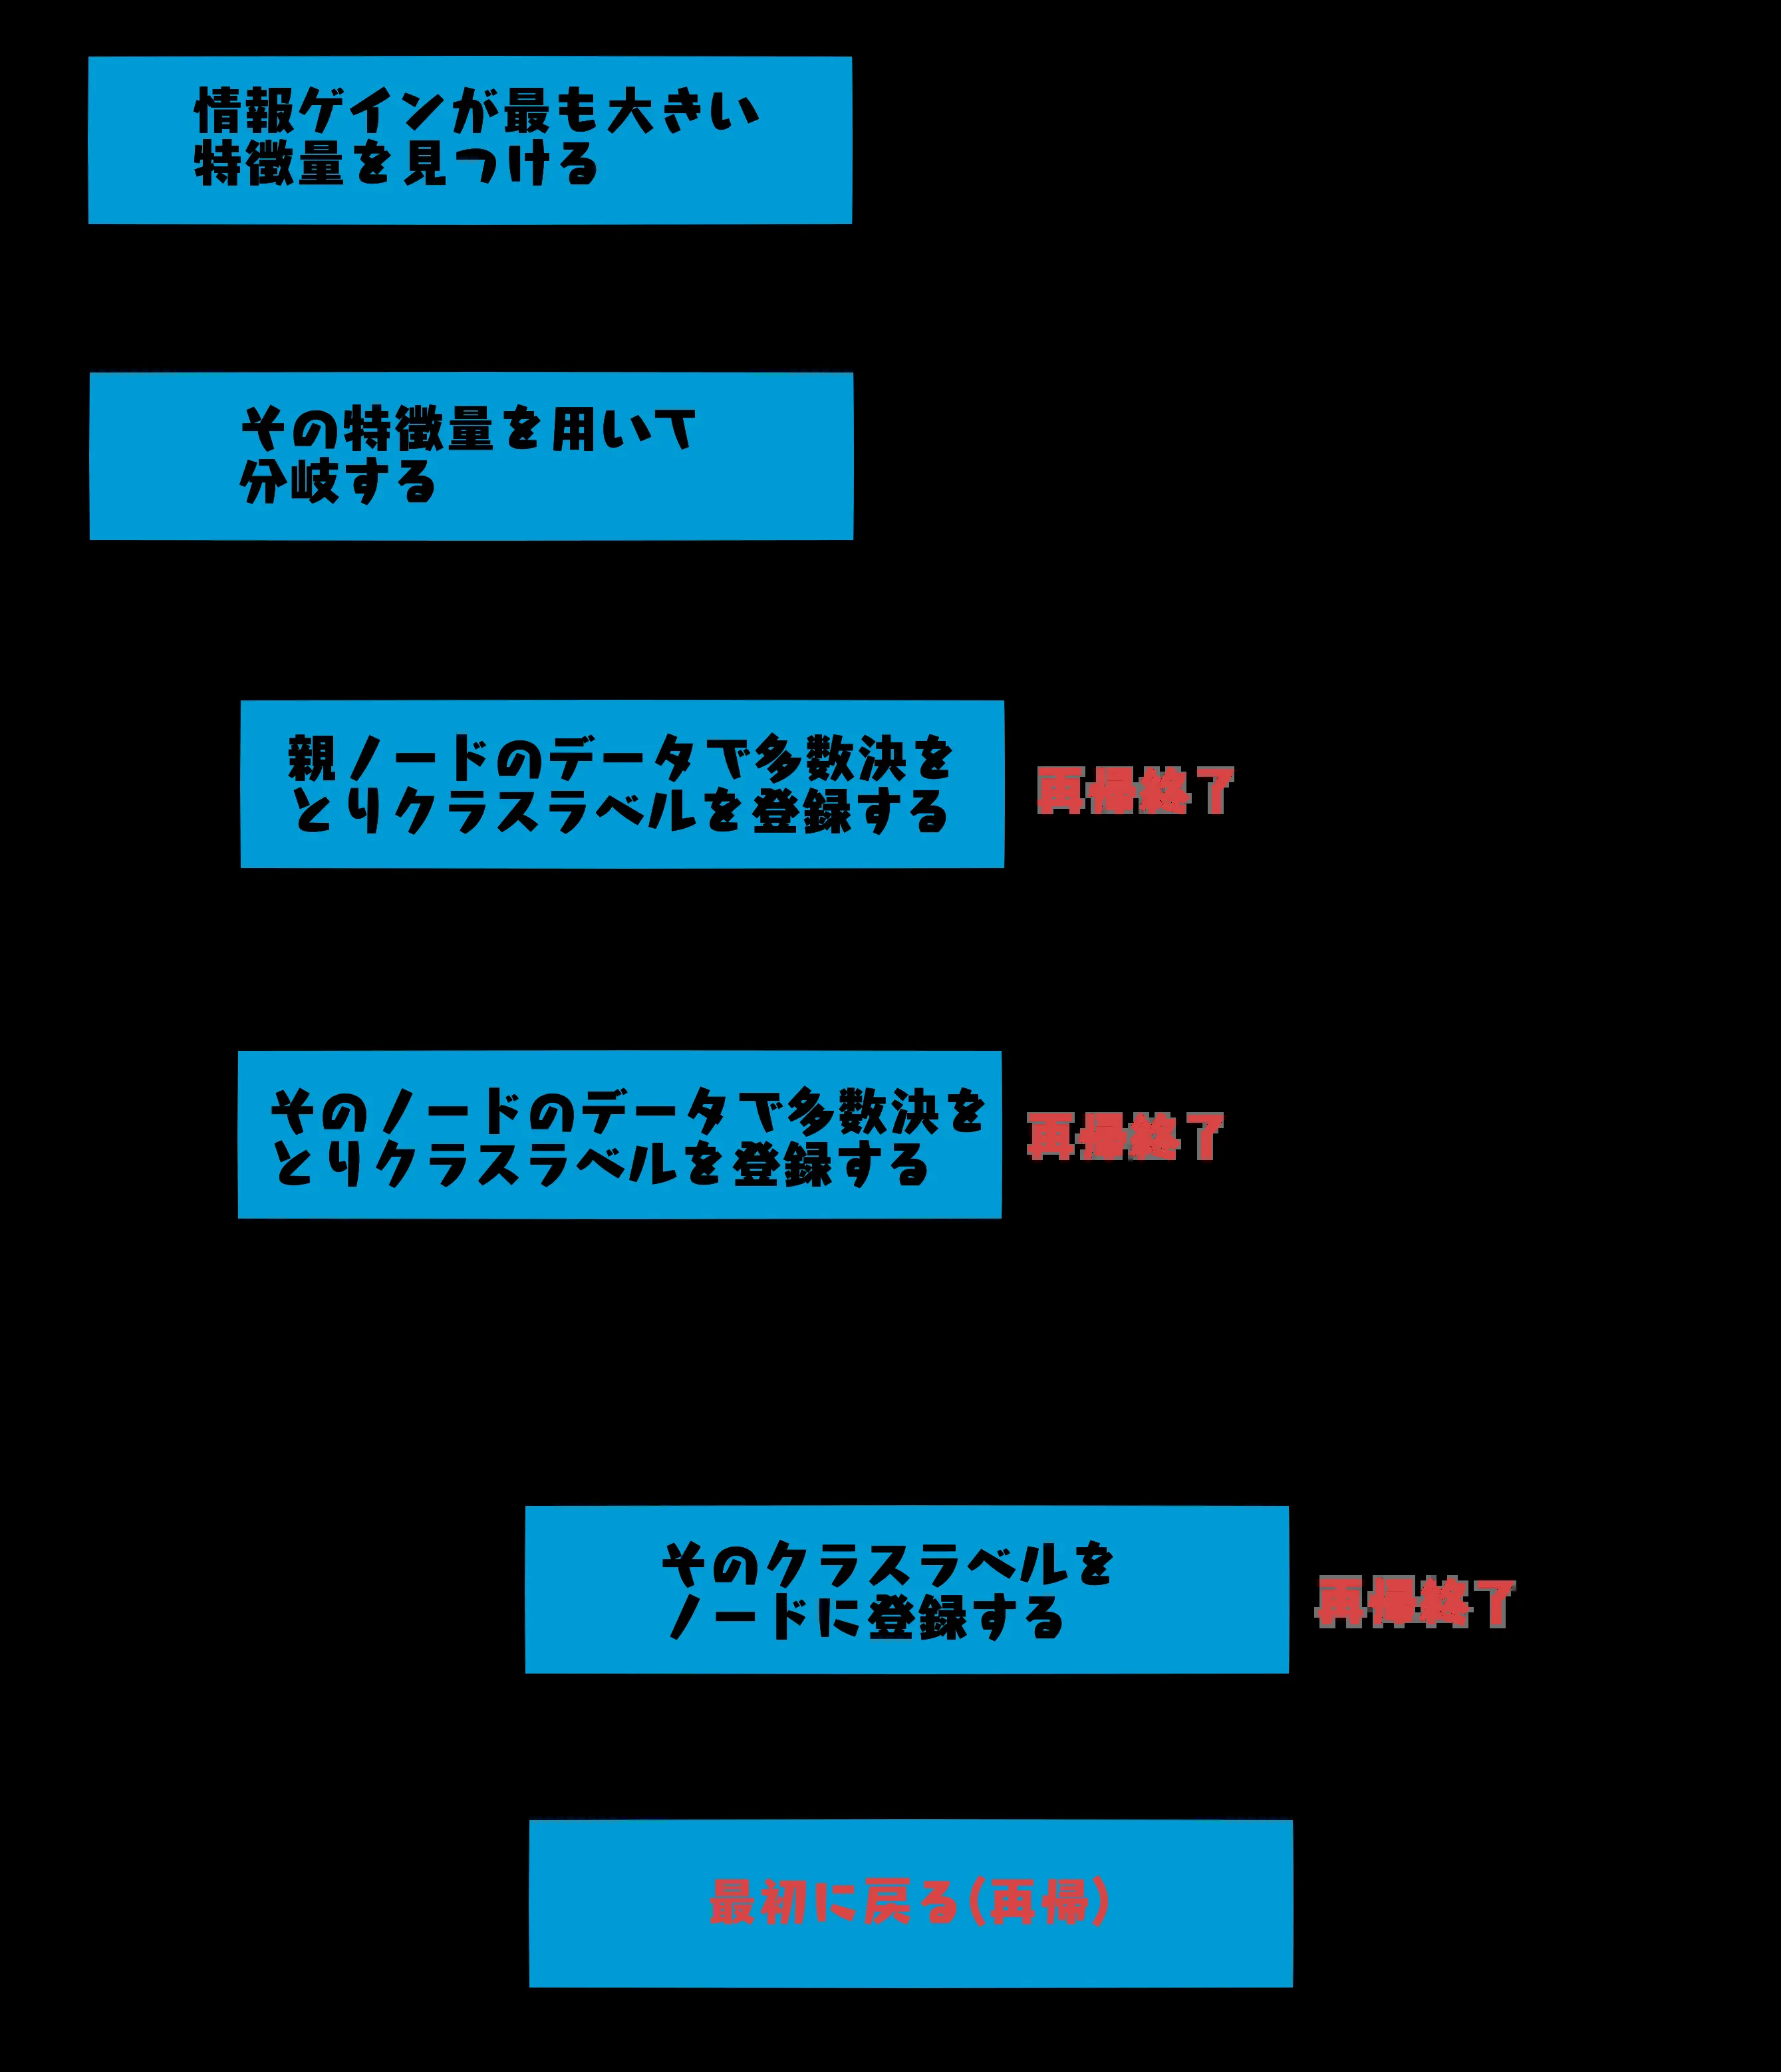 情報ゲインが最も大きい
特徴量を見つける
その特徴量を用いて
分岐する
親ノードのデータで多数決を
とりクラスラベルを登録する
再帰終了
そのノードのデータで多数決を
とりクラスラベルを登録する
再帰終了
そのクラスラベルを
ノードに登録する
再帰終了
最初に戻る(再帰)